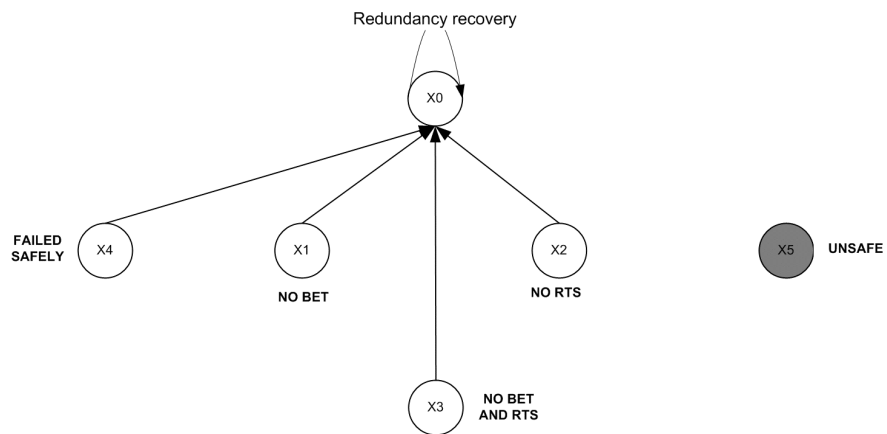 Redundancy recovery
X0
FAILED
SAFELY
X4
X1
X2
X5
UNSAFE
NO BET
NO RTS
X3
NO BET
AND RTS